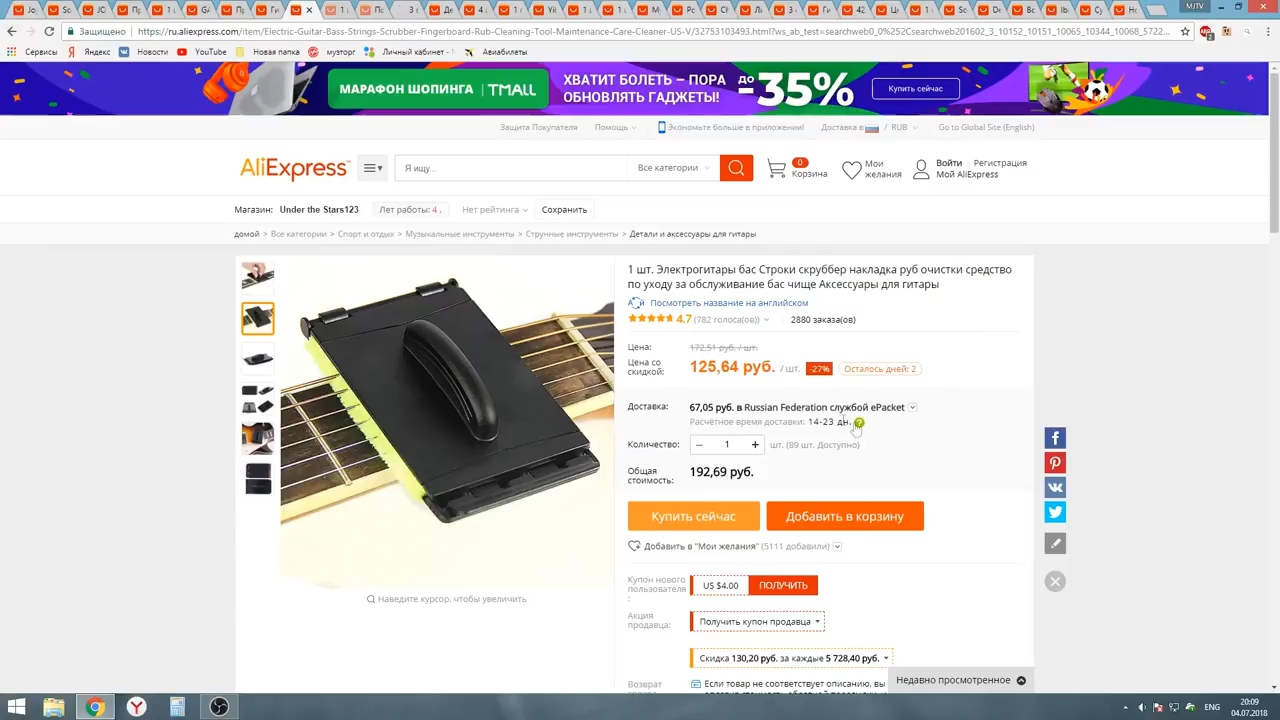 Защищено
https://ru.aliexpress.com/item/Electric-Guitar-Bass-Strings-Scrubber-Fingerboard-Rub-Cleaning-Tool-Maintenance-Care-Cleaner-US-V/32753103493.html?ws_ab_test=searchweb0_0%252Csearchweb201602_3_10152_10151_10065_10344_10068_5722...
Сервисы
Яндекс
Новости
YouTube
Новая папка
музторг
Личный кабинет -
Авиабилеты
МАРАФОН ШОПИНГА | TMALL
ХВАТИТ БОЛЕТЬ – ПОРА
ОБНОВЛЯТЬ ГАДЖЕТЫ!
до
-35%
Купить сейчас
Защита Покупателя
Помощь
Экономьте больше в приложении!
Доставка в / RUB
Go to Global Site (English)
AliExpress
Я ищу...
Все категории
0
Корзина
Мои
желания
Войти
Регистрация
Мой AliExpress
Магазин: Under the Stars123
Лет работы: 4 .
Нет рейтинга
Сохранить
домой > Все категории > Спорт и отдых > Музыкальные инструменты > Струнные инструменты > Детали и аксессуары для гитары
1 шт. Электрогитары бас Строки скруббер накладка руб очистки средство
по уходу за обслуживание бас чище Аксессуары для гитары
Посмотреть название на английском
4.7 (782 голоса(ов))
2880 заказа(ов)
Цена: 172,51 руб. / шт.
Цена со
скидкой:
125,64 руб. / шт. -27% Осталось дней: 2
Доставка: 67,05 руб. в Russian Federation службой ePacket
Расчётное время доставки: 14-23 дн.
Количество: – 1 + шт. (89 шт. Доступно)
Общая
стоимость:
192,69 руб.
Купить сейчас
Добавить в корзину
Добавить в "Мои желания" (5111 добавили)
Купон нового
пользователя
:
US $4.00 ПОЛУЧИТЬ
Наведите курсор, чтобы увеличить
Акция
продавца:
Получить купон продавца
Скидка 130,20 руб. за каждые 5 728,40 руб.
Недавно просмотренное
Возврат
Если товар не соответствует описанию, вы
ENG
20:09
04.07.2018
MJTV